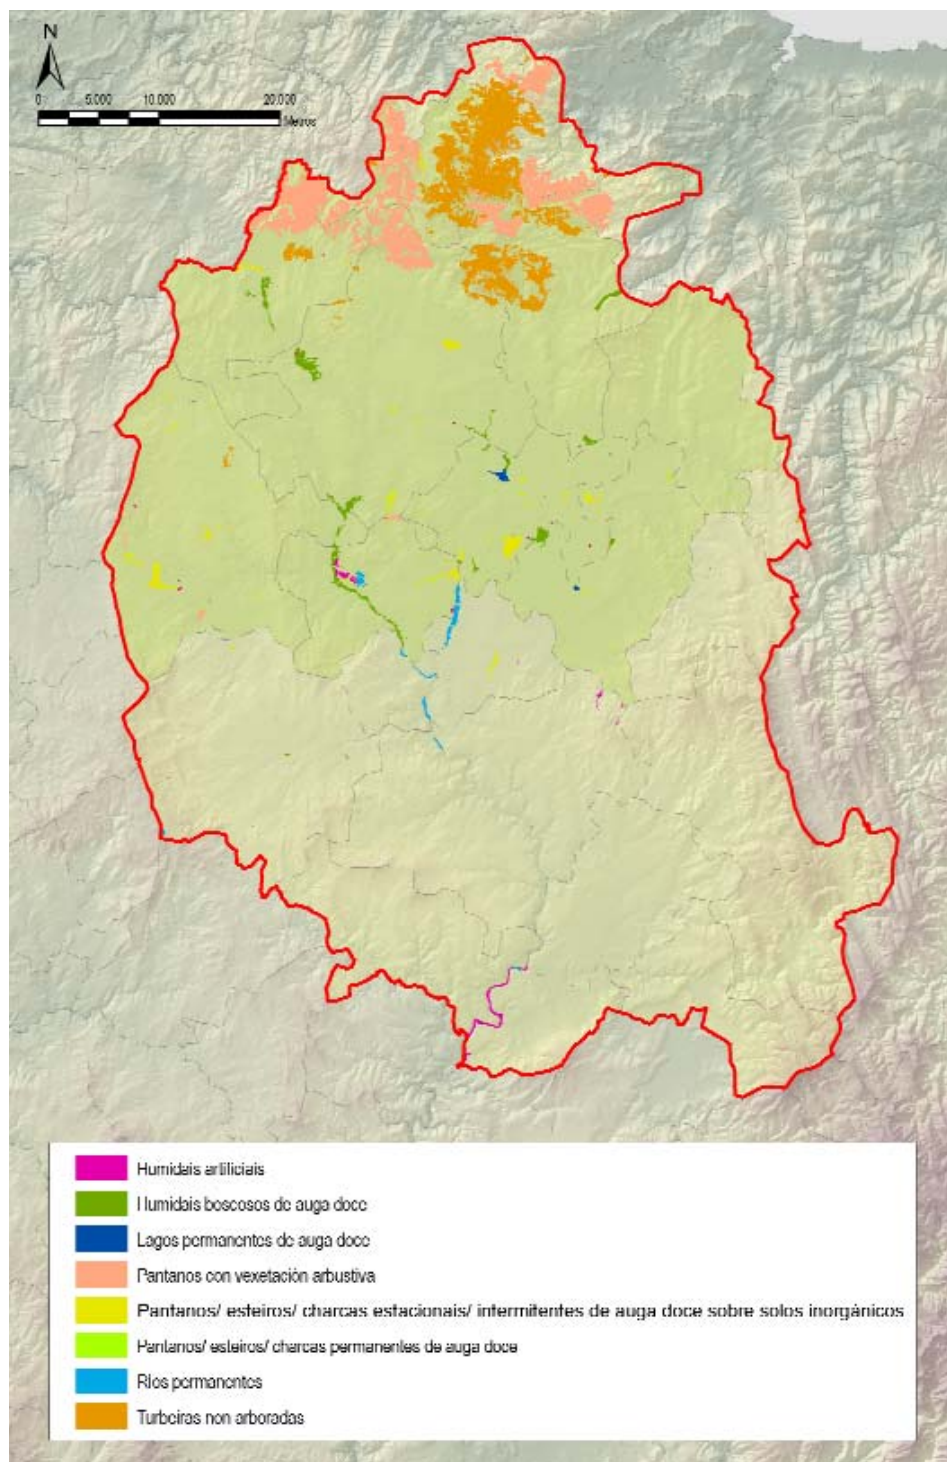 N
0 5.000 10.000 20.000
Metros
Humidais artificiais
Humidais boscosos de auga doce
Lagos permanentes de auga doce
Pantanos con vexetación arbustiva
Pantanos/ esteiros/ charcas estacionais/ intermitentes de auga doce sobre solos inorgánicos
Pantanos/ esteiros/ charcas permanentes de auga doce
Ríos permanentes
Turbeiras non arboradas